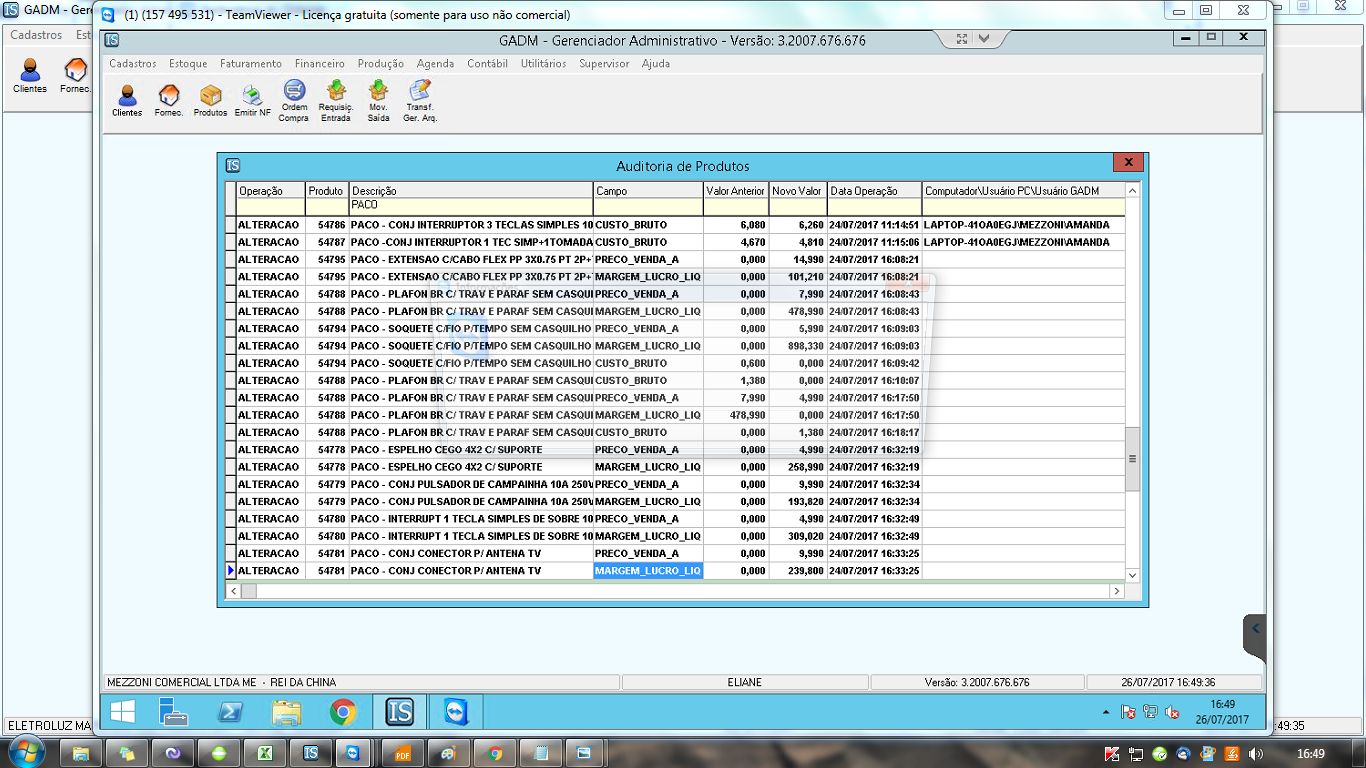 GADM - G
(1) (157 495 531) - TeamViewer - Licença gratuita (somente para uso não comercial)
GADM - Gerenciador Administrativo - Versão: 3.2007.676.676
Cadastros
Cadastros Estoque Faturamento Financeiro Produção Agenda Contábil Utilitários Supervisor Ajuda
Clientes Fornec.
Clientes Fornec. Produtos Emitir NF Ordem Compra Requisiç. Entrada Mov. Saída Transf. Ger. Arq.
Auditoria de Produtos
Operação Produto Descrição Campo Valor Anterior Novo Valor Data Operação Computador\Usuário PC\Usuário GADM
PACO
ALTERACAO 54786 PACO - CONJ INTERRUPTOR 3 TECLAS SIMPLES 10 CUSTO_BRUTO 6,080 6,260 24/07/2017 11:14:51 LAPTOP-41OA0EGJ\MEZZONI\AMANDA
ALTERACAO 54787 PACO -CONJ INTERRUPTOR 1 TEC SIMP+1TOMADA CUSTO_BRUTO 4,670 4,810 24/07/2017 11:15:06 LAPTOP-41OA0EGJ\MEZZONI\AMANDA
ALTERACAO 54795 PACO - EXTENSAO C/CABO FLEX PP 3X0.75 PT 2P+ PRECO_VENDA_A 0,000 14,990 24/07/2017 16:08:21
ALTERACAO 54795 PACO - EXTENSAO C/CABO FLEX PP 3X0.75 PT 2P+ MARGEM_LUCRO_LIQ 0,000 101,210 24/07/2017 16:08:21
ALTERACAO 54788 PACO - PLAFON BR C/ TRAV E PARAF SEM CASQUI PRECO_VENDA_A 0,000 7,990 24/07/2017 16:08:43
ALTERACAO 54788 PACO - PLAFON BR C/ TRAV E PARAF SEM CASQUI MARGEM_LUCRO_LIQ 0,000 478,990 24/07/2017 16:08:43
ALTERACAO 54794 PACO - SOQUETE C/FIO P/TEMPO SEM CASQUILHO PRECO_VENDA_A 0,000 5,990 24/07/2017 16:09:03
ALTERACAO 54794 PACO - SOQUETE C/FIO P/TEMPO SEM CASQUILHO MARGEM_LUCRO_LIQ 0,000 898,330 24/07/2017 16:09:03
ALTERACAO 54794 PACO - SOQUETE C/FIO P/TEMPO SEM CASQUILHO CUSTO_BRUTO 0,600 0,000 24/07/2017 16:09:42
ALTERACAO 54788 PACO - PLAFON BR C/ TRAV E PARAF SEM CASQUI CUSTO_BRUTO 1,380 0,000 24/07/2017 16:10:07
ALTERACAO 54788 PACO - PLAFON BR C/ TRAV E PARAF SEM CASQUI PRECO_VENDA_A 7,990 4,990 24/07/2017 16:17:50
ALTERACAO 54788 PACO - PLAFON BR C/ TRAV E PARAF SEM CASQUI MARGEM_LUCRO_LIQ 478,990 0,000 24/07/2017 16:17:50
ALTERACAO 54788 PACO - PLAFON BR C/ TRAV E PARAF SEM CASQUI CUSTO_BRUTO 0,000 1,380 24/07/2017 16:18:17
ALTERACAO 54778 PACO - ESPELHO CEGO 4X2 C/ SUPORTE PRECO_VENDA_A 0,000 4,990 24/07/2017 16:32:19
ALTERACAO 54778 PACO - ESPELHO CEGO 4X2 C/ SUPORTE MARGEM_LUCRO_LIQ 0,000 258,990 24/07/2017 16:32:19
ALTERACAO 54779 PACO - CONJ PULSADOR DE CAMPAINHA 10A 250V PRECO_VENDA_A 0,000 9,990 24/07/2017 16:32:34
ALTERACAO 54779 PACO - CONJ PULSADOR DE CAMPAINHA 10A 250V MARGEM_LUCRO_LIQ 0,000 193,820 24/07/2017 16:32:34
ALTERACAO 54780 PACO - INTERRUPT 1 TECLA SIMPLES DE SOBRE 10 PRECO_VENDA_A 0,000 4,990 24/07/2017 16:32:49
ALTERACAO 54780 PACO - INTERRUPT 1 TECLA SIMPLES DE SOBRE 10 MARGEM_LUCRO_LIQ 0,000 309,020 24/07/2017 16:32:49
ALTERACAO 54781 PACO - CONJ CONECTOR P/ ANTENA TV PRECO_VENDA_A 0,000 9,990 24/07/2017 16:33:25
ALTERACAO 54781 PACO - CONJ CONECTOR P/ ANTENA TV MARGEM_LUCRO_LIQ 0,000 239,800 24/07/2017 16:33:25
MEZZONI COMERCIAL LTDA ME - REI DA CHINA ELIANE Versão: 3.2007.676.676 26/07/2017 16:49:36
16:49
26/07/2017
ELETROLUZ MA :49:35
16:49